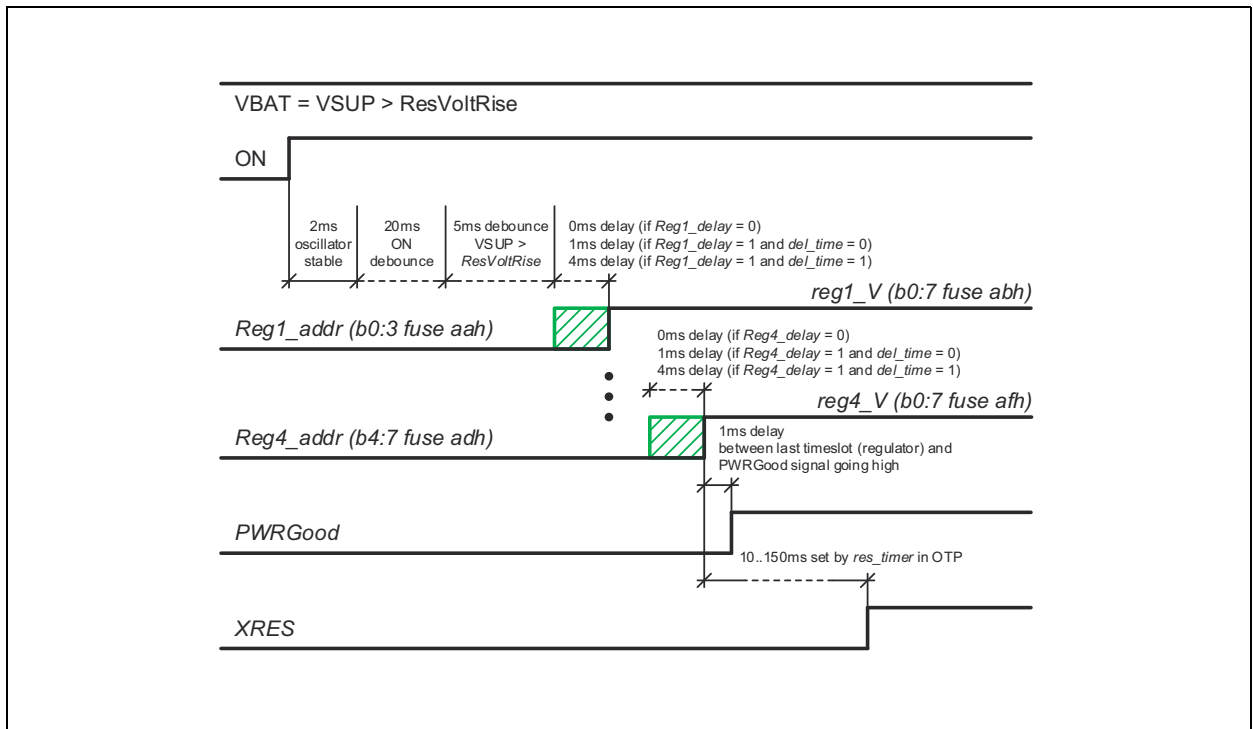 VBAT = VSUP > ResVoltRise
ON
2ms
oscillator
stable
20ms
ON
debounce
5ms debounce
VSUP >
ResVoltRise
0ms delay (if Reg1_delay = 0)
1ms delay (if Reg1_delay = 1 and del_time = 0)
4ms delay (if Reg1_delay = 1 and del_time = 1)
reg1_V (b0:7 fuse abh)
Reg1_addr (b0:3 fuse aah)
0ms delay (if Reg4_delay = 0)
1ms delay (if Reg4_delay = 1 and del_time = 0)
4ms delay (if Reg4_delay = 1 and del_time = 1)
reg4_V (b0:7 fuse afh)
Reg4_addr (b4:7 fuse adh)
1ms delay
between last timeslot (regulator) and
PWRGood signal going high
PWRGood
10..150ms set by res_timer in OTP
XRES